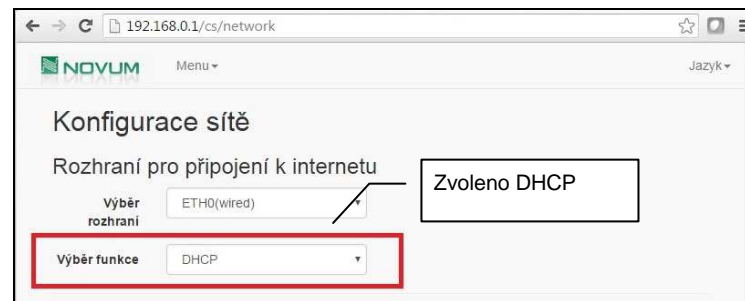 192.168.0.1/cs/network
NOVUM Menu Jazyk
Konfigurace sítě
Rozhraní pro připojení k internetu
Zvoleno DHCP
Výběr rozhraní ETH0(wired)
Výběr funkce DHCP